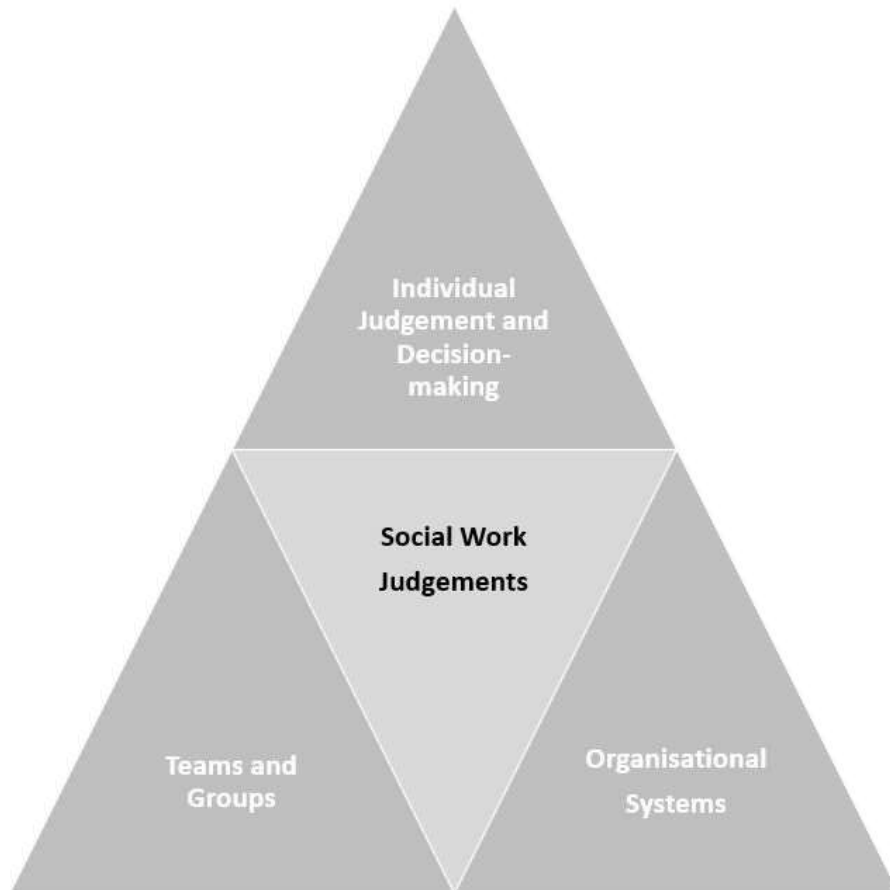 Individual
Judgement and
Decision-
making
Social Work
Judgements
Teams and
Groups
Organisational
Systems